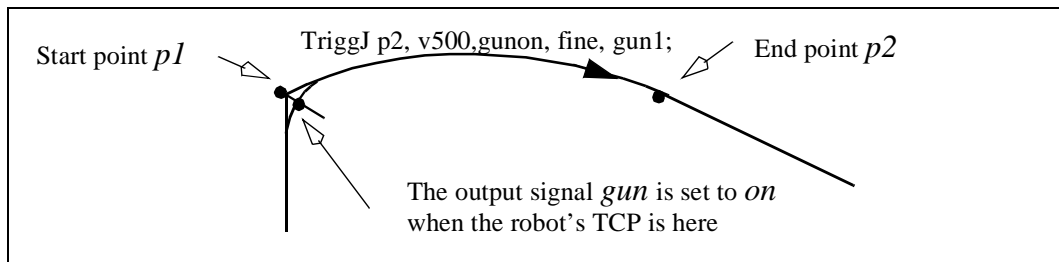 TriggJ p2, v500,gunon, fine, gun1;
Start point p1
End point p2
The output signal gun is set to on
when the robot's TCP is here